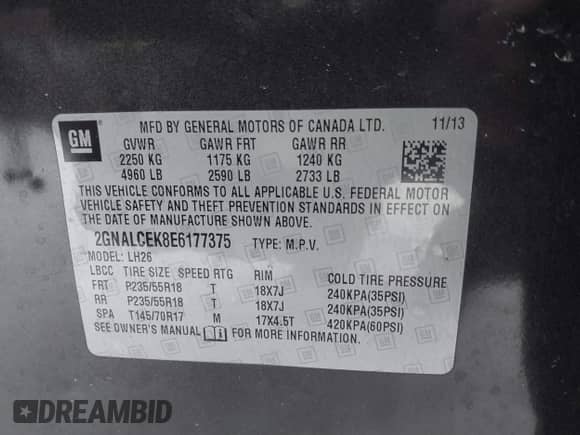 GM
MFD BY GENERAL MOTORS OF CANADA LTD. 11/13
GVWR GAWR FRT GAWR RR
2250 KG 1175 KG 1240 KG
4960 LB 2590 LB 2733 LB
THIS VEHICLE CONFORMS TO ALL APPLICABLE U.S. FEDERAL MOTOR
VEHICLE SAFETY AND THEFT PREVENTION STANDARDS IN EFFECT ON
THE DATE OF MANUFACTURE SHOWN ABOVE.
2GNALCEK8E6177375 TYPE: M.P.V.
MODEL: LH26
LBCC TIRE SIZE SPEED RTG RIM COLD TIRE PRESSURE
FRT P235/55R18 T 18X7J 240KPA(35PSI)
RR P235/55R18 T 18X7J 240KPA(35PSI)
SPA T145/70R17 M 17X4.5T 420KPA(60PSI)
SEE OWNER'S MANUAL FOR MORE INFORMATION.
DREAMBID